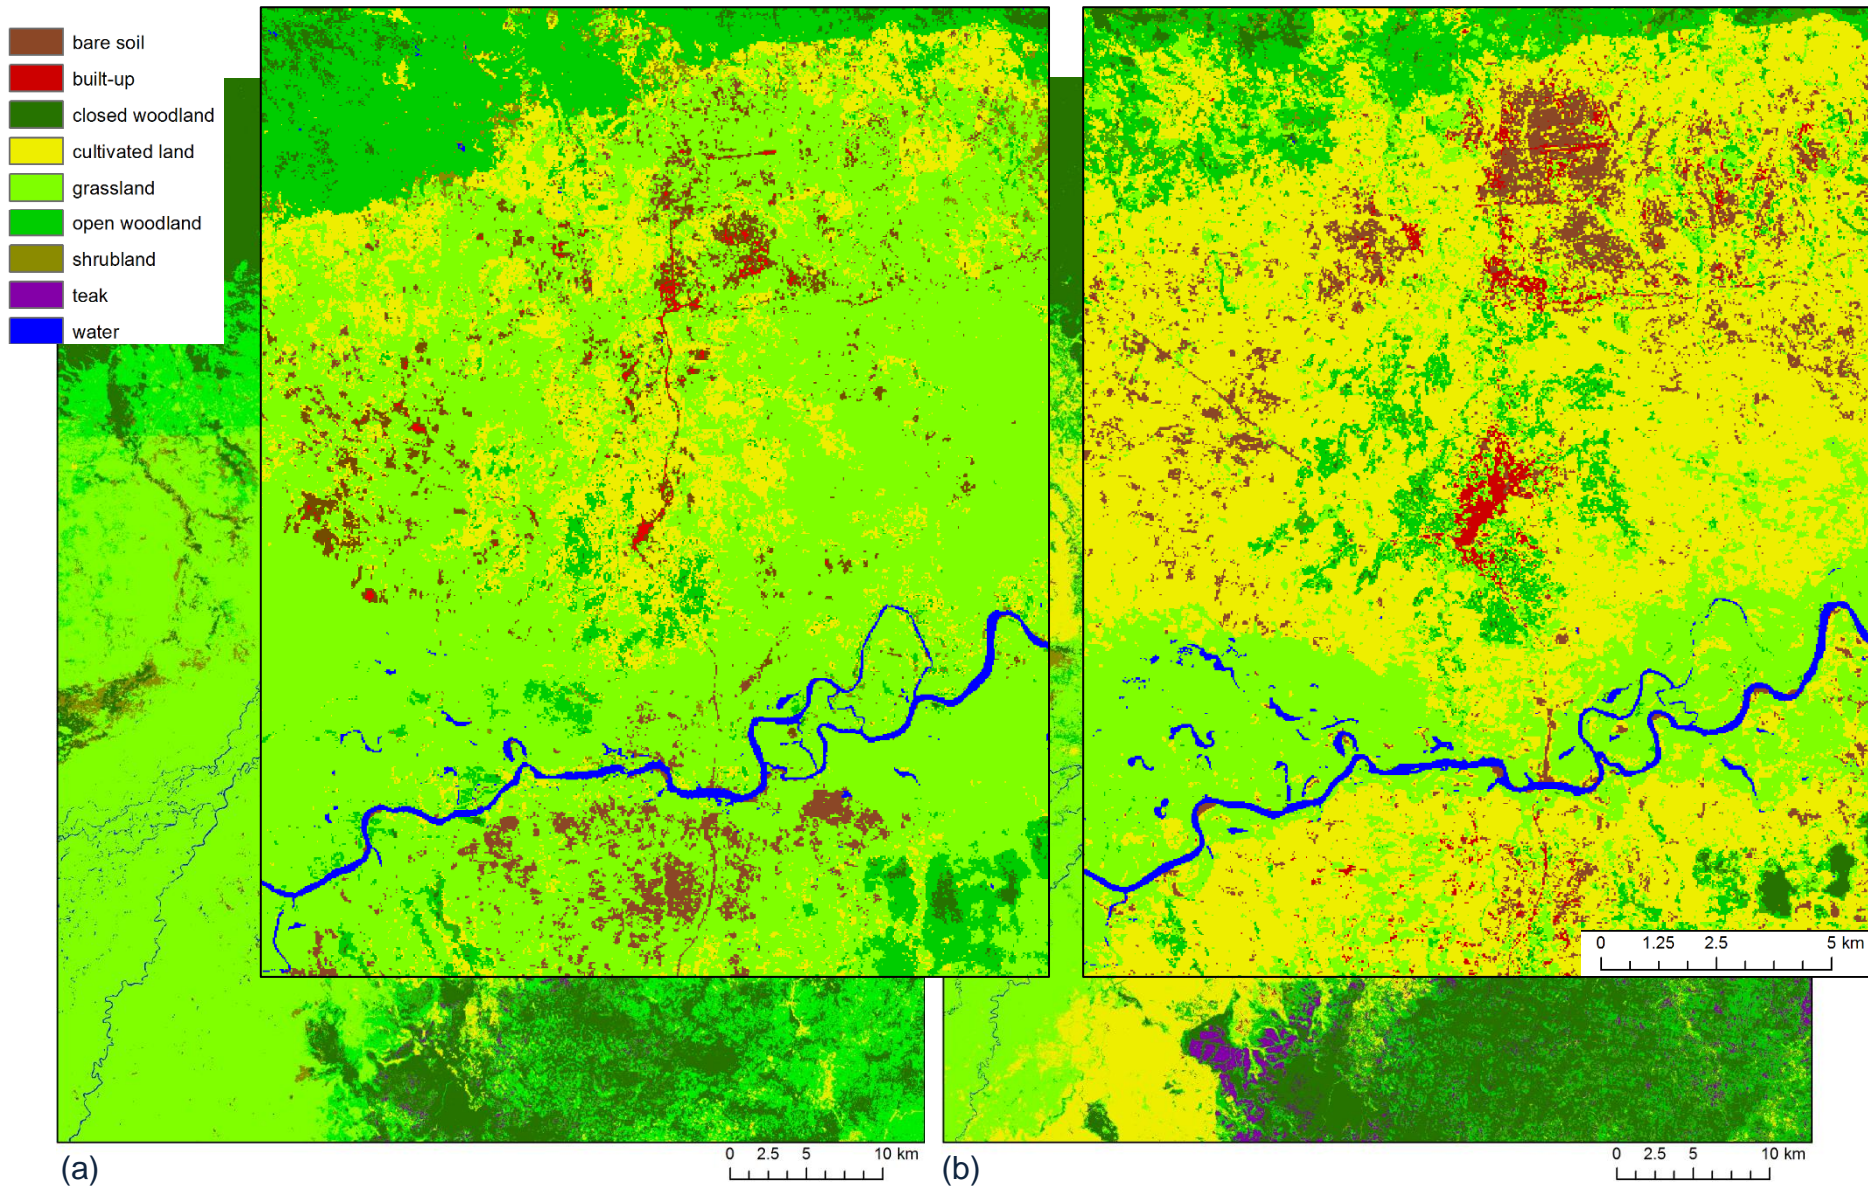 bare soil
built-up
closed woodland
cultivated land
grassland
open woodland
shrubland
teak
water
0 1.25 2.5 5 km
0 2.5 5 10 km
0 2.5 5 10 km
(a)
(b)